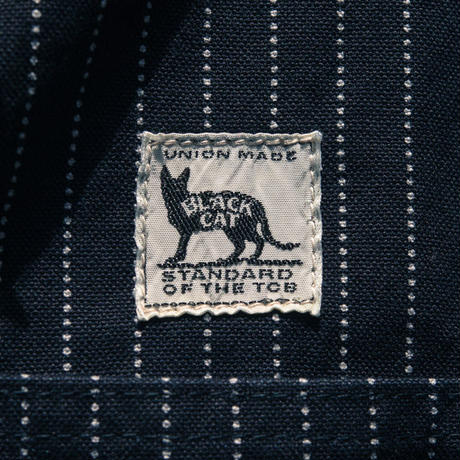 UNION MADE
BLACK
CAT
STANDARD
OF THE TCB